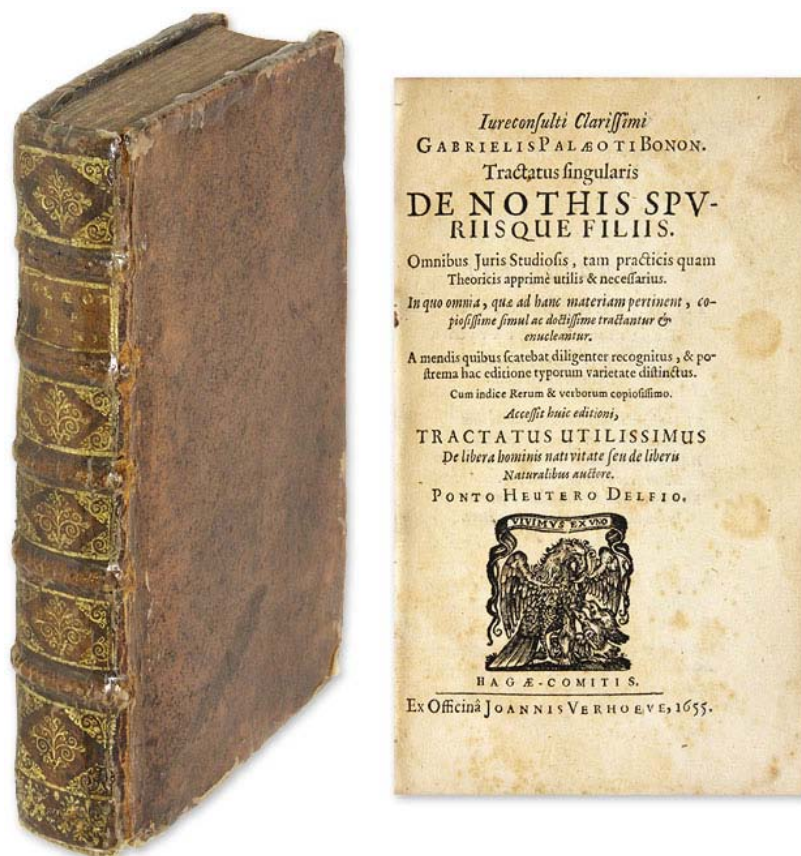 Iureconſulti Clariſſimi
GABRIELIS PALÆOTI BONON.
Tractatus ſingularis
DE NOTHIS SPV-
RIISQUE FILIIS.
Omnibus Juris Studioſis, tam practicis quam
Theoricis apprimè utilis & neceſſarius.
In quo omnia, quæ ad hanc materiam pertinent, co-
pioſiſſime ſimul ac doctiſſime tractantur &
enucleantur.
A mendis quibus ſcatebat diligenter recognitus, & po-
ſtrema hac editione typorum varietate diſtinctus.
Cum indice Rerum & verborum copioſiſſimo.
Acceſſit huic editioni,
TRACTATUS UTILISSIMUS
De libera hominis nativitate ſeu de liberis
Naturalibus auctore.
PONTO HEUTERO DELFIO.
VIVIMVS EX VNO
HAGÆ-COMITIS.
Ex Officinâ JOANNIS VERHOEVE, 1655.